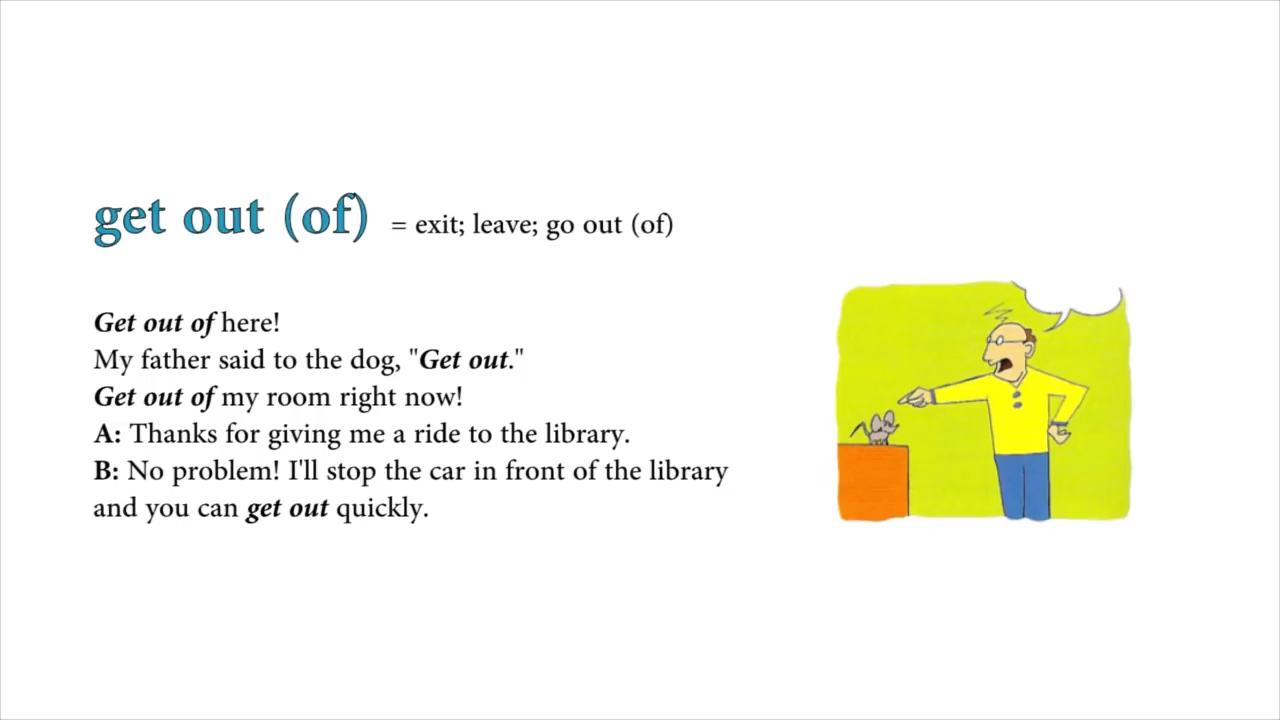 get out (of) = exit; leave; go out (of)
Get out of here!
My father said to the dog, "Get out."
Get out of my room right now!
A: Thanks for giving me a ride to the library.
B: No problem! I'll stop the car in front of the library
and you can get out quickly.